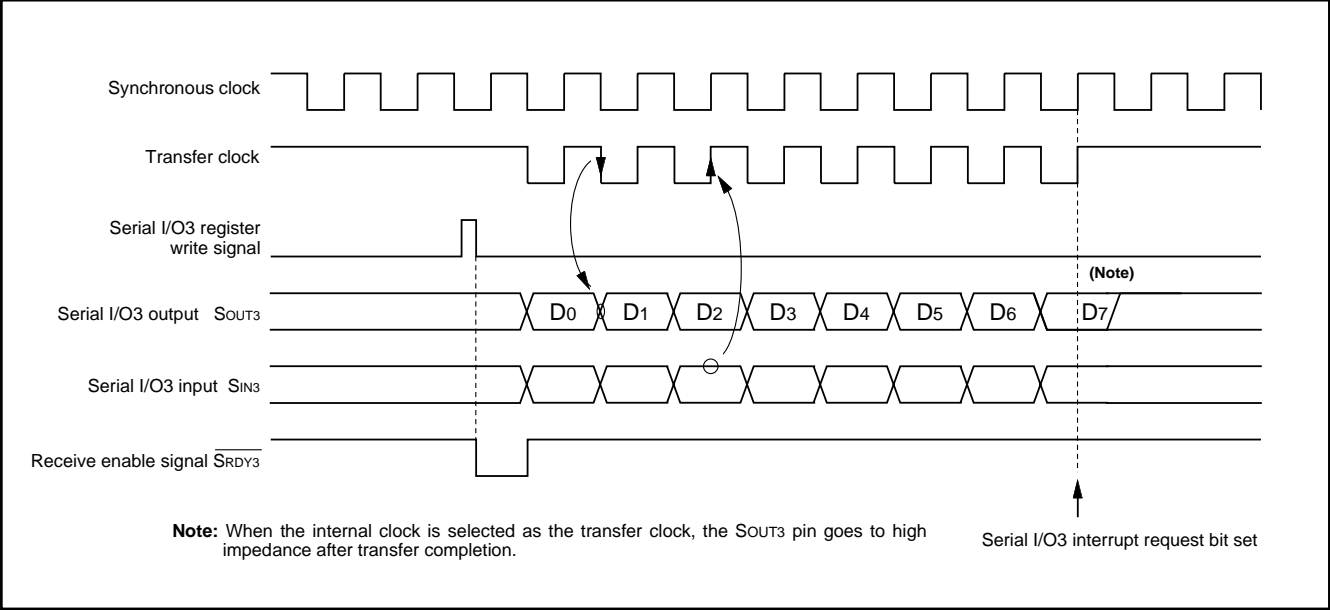 Synchronous clock
Transfer clock
Serial I/O3 register
write signal
(Note)
Serial I/O3 output SOUT3
D0 D1 D2 D3 D4 D5 D6 D7
Serial I/O3 input SIN3
Receive enable signal S̅R̅D̅Y̅3̅
Note: When the internal clock is selected as the transfer clock, the SOUT3 pin goes to high
impedance after transfer completion.
Serial I/O3 interrupt request bit set